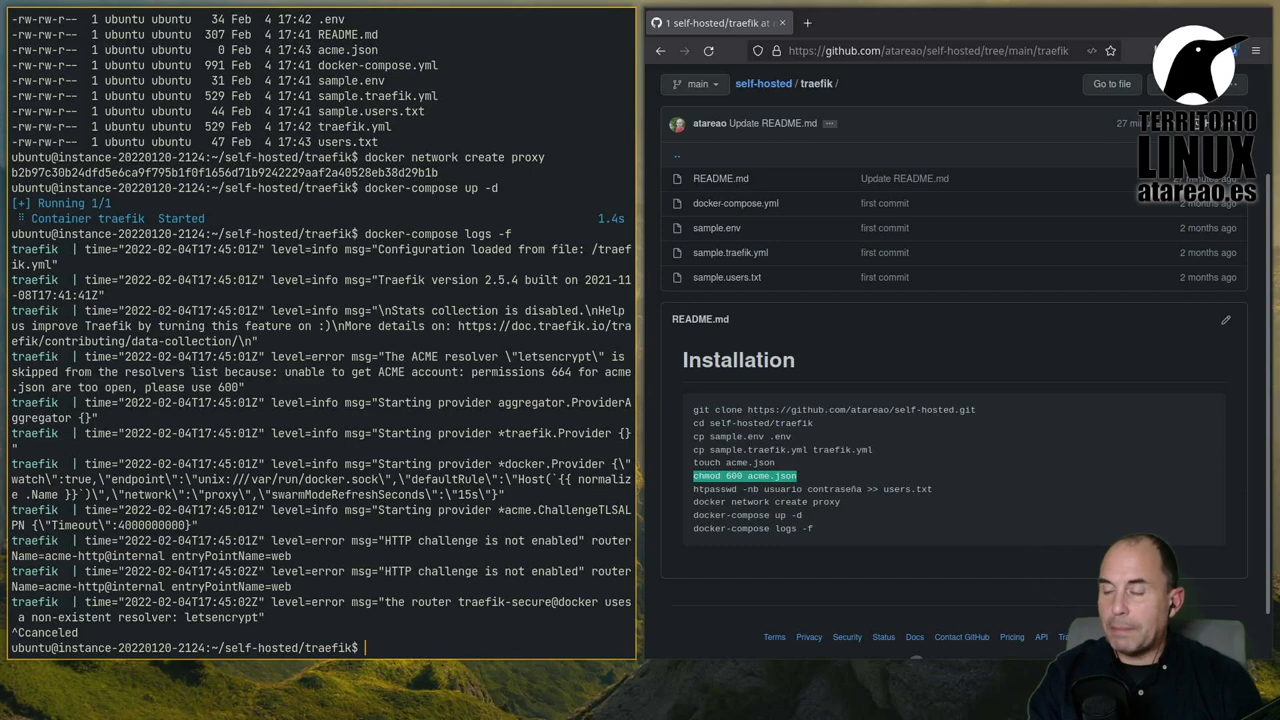 -rw-rw-r--  1 ubuntu ubuntu   34 Feb  4 17:42 .env
-rw-rw-r--  1 ubuntu ubuntu  307 Feb  4 17:41 README.md
-rw-rw-r--  1 ubuntu ubuntu    0 Feb  4 17:43 acme.json
-rw-rw-r--  1 ubuntu ubuntu  991 Feb  4 17:41 docker-compose.yml
-rw-rw-r--  1 ubuntu ubuntu   31 Feb  4 17:41 sample.env
-rw-rw-r--  1 ubuntu ubuntu  529 Feb  4 17:41 sample.traefik.yml
-rw-rw-r--  1 ubuntu ubuntu   44 Feb  4 17:41 sample.users.txt
-rw-rw-r--  1 ubuntu ubuntu  529 Feb  4 17:42 traefik.yml
-rw-rw-r--  1 ubuntu ubuntu   47 Feb  4 17:43 users.txt
ubuntu@instance-20220120-2124:~/self-hosted/traefik$ docker network create proxy
b2b97c30b24dfd5e6ca9f795b1f0f1656d71b9242229aaf2a40528eb38d29b1b
ubuntu@instance-20220120-2124:~/self-hosted/traefik$ docker-compose up -d
[+] Running 1/1
⠿ Container traefik  Started 1.4s
ubuntu@instance-20220120-2124:~/self-hosted/traefik$ docker-compose logs -f
traefik  | time="2022-02-04T17:45:01Z" level=info msg="Configuration loaded from file: /traef
ik.yml"
traefik  | time="2022-02-04T17:45:01Z" level=info msg="Traefik version 2.5.4 built on 2021-11
-08T17:41:41Z"
traefik  | time="2022-02-04T17:45:01Z" level=info msg="\nStats collection is disabled.\nHelp 
us improve Traefik by turning this feature on :)\nMore details on: https://doc.traefik.io/tra
efik/contributing/data-collection/\n"
traefik  | time="2022-02-04T17:45:01Z" level=error msg="The ACME resolver \"letsencrypt\" is 
skipped from the resolvers list because: unable to get ACME account: permissions 664 for acme
.json are too open, please use 600"
traefik  | time="2022-02-04T17:45:01Z" level=info msg="Starting provider aggregator.ProviderA
ggregator {}"
traefik  | time="2022-02-04T17:45:01Z" level=info msg="Starting provider *traefik.Provider {}
"
traefik  | time="2022-02-04T17:45:01Z" level=info msg="Starting provider *docker.Provider {\"
watch\":true,\"endpoint\":\"unix:///var/run/docker.sock\",\"defaultRule\":\"Host(`{{ normaliz
e .Name }}`)\",\"network\":\"proxy\",\"swarmModeRefreshSeconds\":\"15s\"}"
traefik  | time="2022-02-04T17:45:01Z" level=info msg="Starting provider *acme.ChallengeTLSAL
PN {\"Timeout\":4000000000}"
traefik  | time="2022-02-04T17:45:01Z" level=error msg="HTTP challenge is not enabled" router
Name=acme-http@internal entryPointName=web
traefik  | time="2022-02-04T17:45:02Z" level=error msg="HTTP challenge is not enabled" router
Name=acme-http@internal entryPointName=web
traefik  | time="2022-02-04T17:45:02Z" level=error msg="the router traefik-secure@docker uses
 a non-existent resolver: letsencrypt"
^Ccanceled
ubuntu@instance-20220120-2124:~/self-hosted/traefik$
1 self-hosted/traefik at
https://github.com/atareao/self-hosted/tree/main/traefik
main self-hosted / traefik / Go to file
atareao Update README.md 27
..
README.md Update README.md
docker-compose.yml first commit 2 months ago
sample.env first commit 2 months ago
sample.traefik.yml first commit 2 months ago
sample.users.txt first commit 2 months ago
README.md
Installation
git clone https://github.com/atareao/self-hosted.git
cd self-hosted/traefik
cp sample.env .env
cp sample.traefik.yml traefik.yml
touch acme.json
chmod 600 acme.json
htpasswd -nb usuario contraseña >> users.txt
docker network create proxy
docker-compose up -d
docker-compose logs -f
Terms Privacy Security Status Docs Contact GitHub Pricing API
TERRITORIO
LINUX
atareao.es